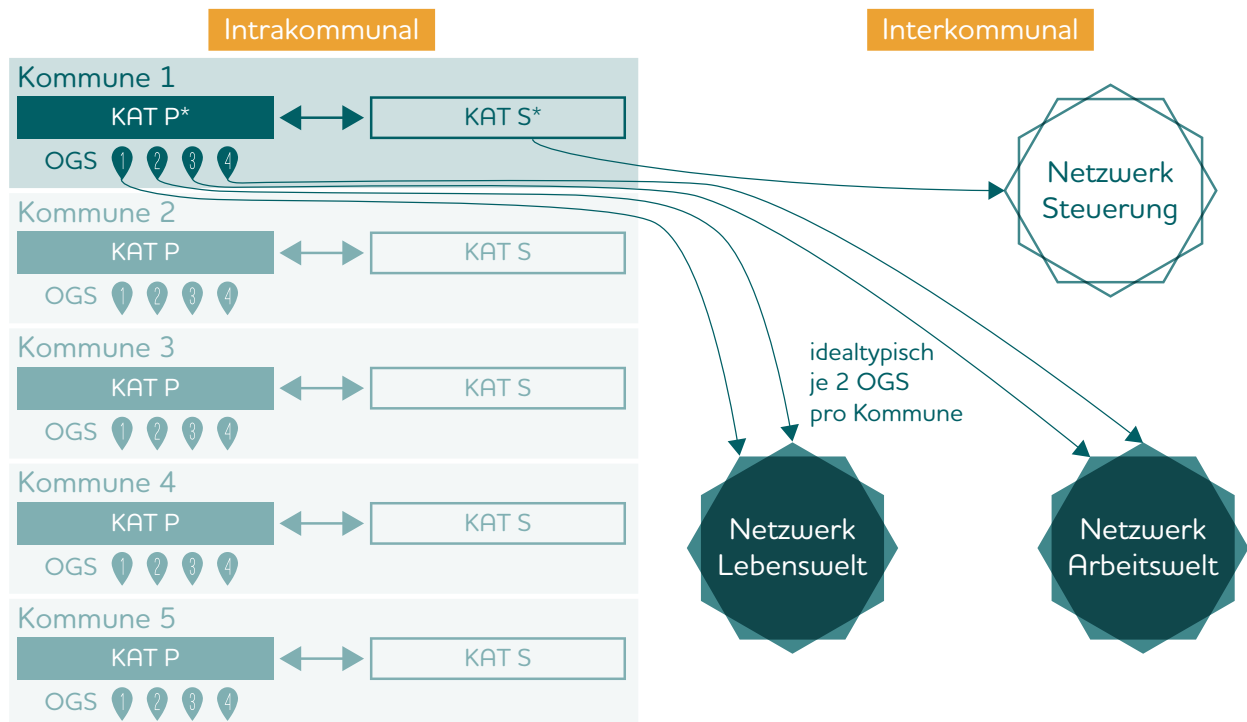 Intrakommunal
Interkommunal
Kommune 1
KAT P*
KAT S*
OGS 1 2 3 4
Kommune 2
KAT P
KAT S
OGS 1 2 3 4
Kommune 3
KAT P
KAT S
OGS 1 2 3 4
Kommune 4
KAT P
KAT S
OGS 1 2 3 4
Kommune 5
KAT P
KAT S
OGS 1 2 3 4
Netzwerk
Steuerung
idealtypisch
je 2 OGS
pro Kommune
Netzwerk
Lebenswelt
Netzwerk
Arbeitswelt